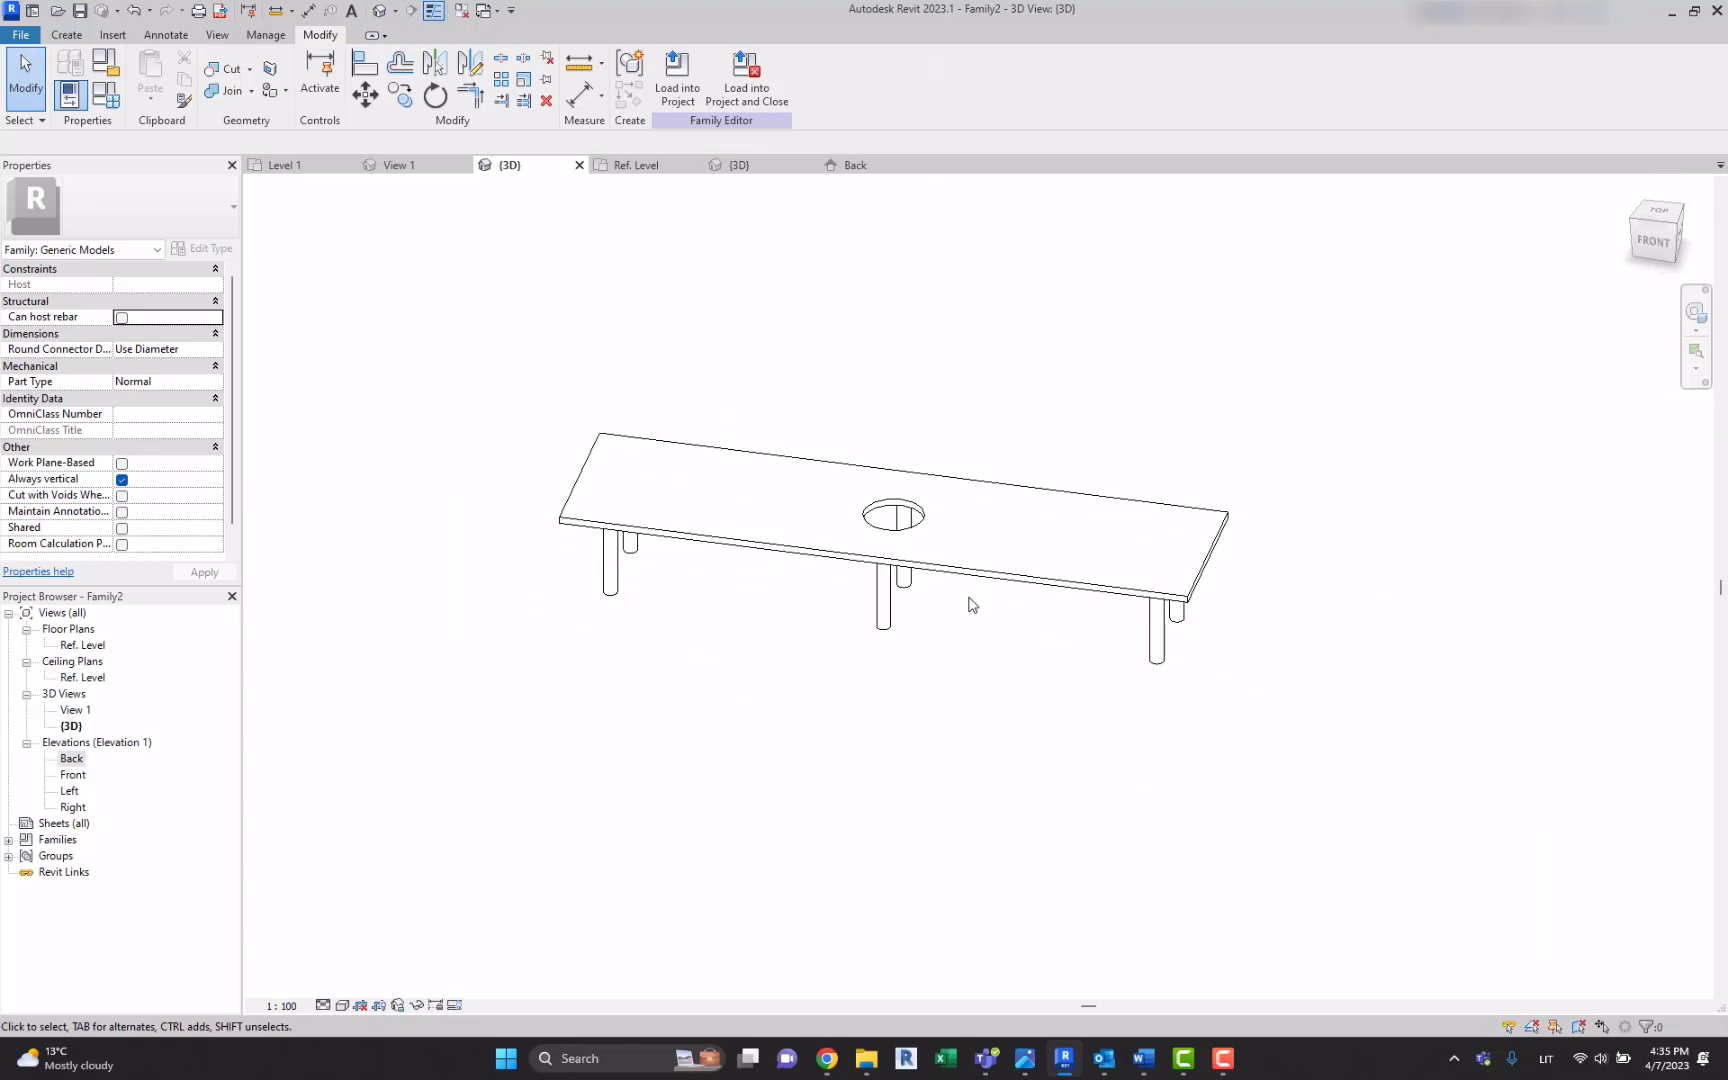 Autodesk Revit 2023.1 - Family2 - 3D View: {3D}
File Create Insert Annotate View Manage Modify
Modify Paste Cut Join Activate Load into Project Load into Project and Close
Select Properties Clipboard Geometry Controls Modify Measure Create Family Editor
Properties
Level 1 View 1 {3D} Ref. Level {3D} Back
R
Family: Generic Models Edit Type
Constraints
Host
Structural
Can host rebar
Dimensions
Round Connector D... Use Diameter
Mechanical
Part Type Normal
Identity Data
OmniClass Number
OmniClass Title
Other
Work Plane-Based
Always vertical
Cut with Voids Whe...
Maintain Annotatio...
Shared
Room Calculation P...
Properties help Apply
TOP
FRONT
Project Browser - Family2
Views (all)
Floor Plans
Ref. Level
Ceiling Plans
Ref. Level
3D Views
View 1
{3D}
Elevations (Elevation 1)
Back
Front
Left
Right
Sheets (all)
Families
Groups
Revit Links
1 : 100
Click to select, TAB for alternates, CTRL adds, SHIFT unselects. :0
13°C
Mostly cloudy
Search
LIT
4:35 PM
4/7/2023